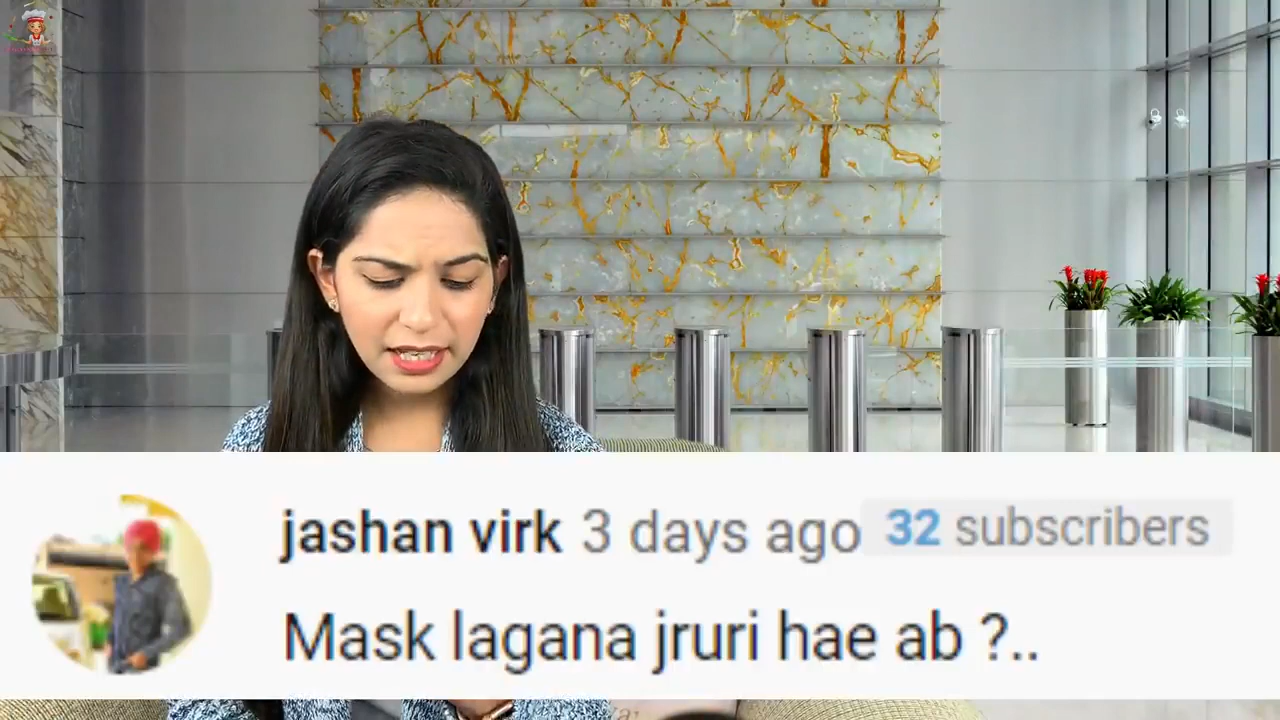 jashan virk 3 days ago 32 subscribers
Mask lagana jruri hae ab ?..